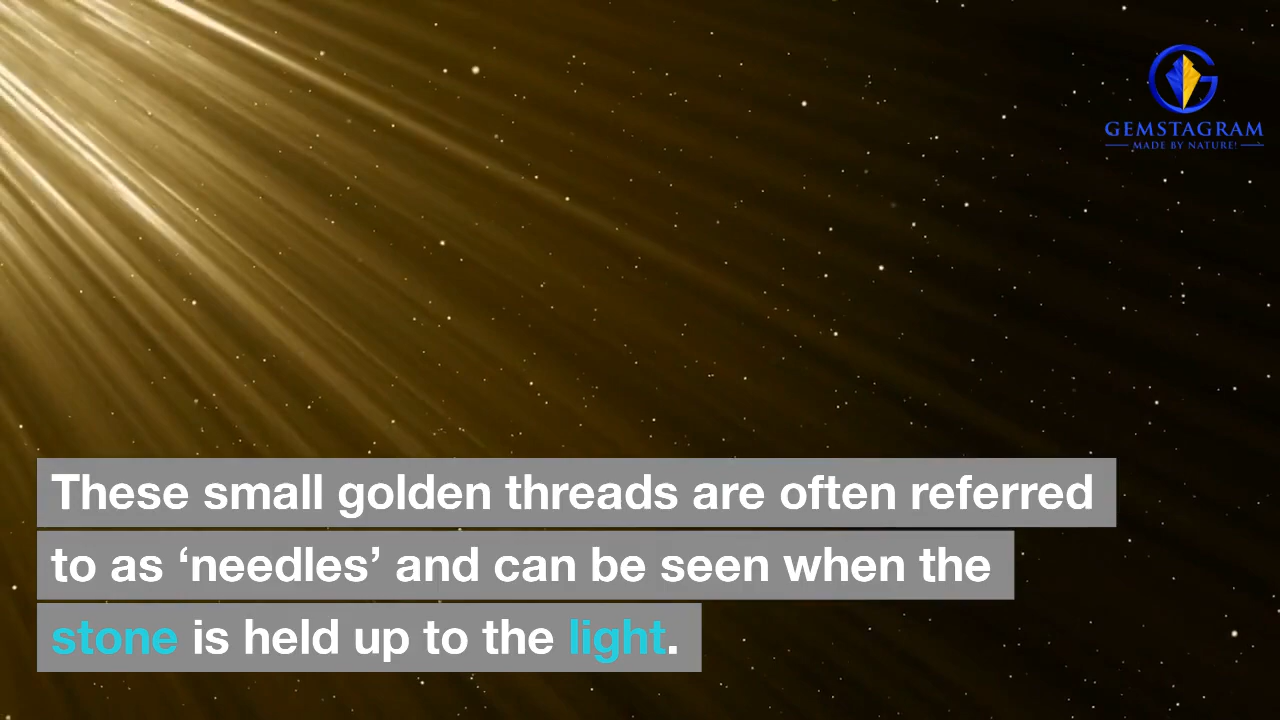 GEMSTAGRAM
MADE BY NATURE!
These small golden threads are often referred
to as ‘needles’ and can be seen when the
stone is held up to the light.